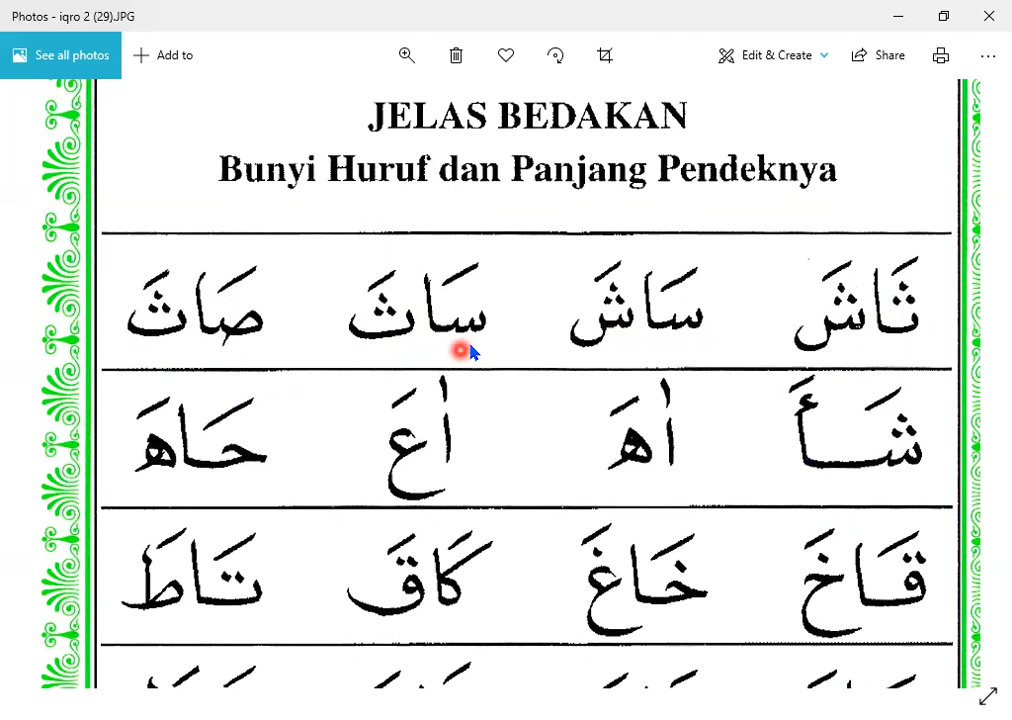 Photos - iqro 2 (29).JPG
See all photos Add to Edit & Create Share
JELAS BEDAKAN
Bunyi Huruf dan Panjang Pendeknya
ثَاشَ سَاشَ سَاثَ صَاثَ
شَأَ اٰهَ اٰعَ حَاهَ
قَاخَ خَاغَ كَاقَ تَاطَ